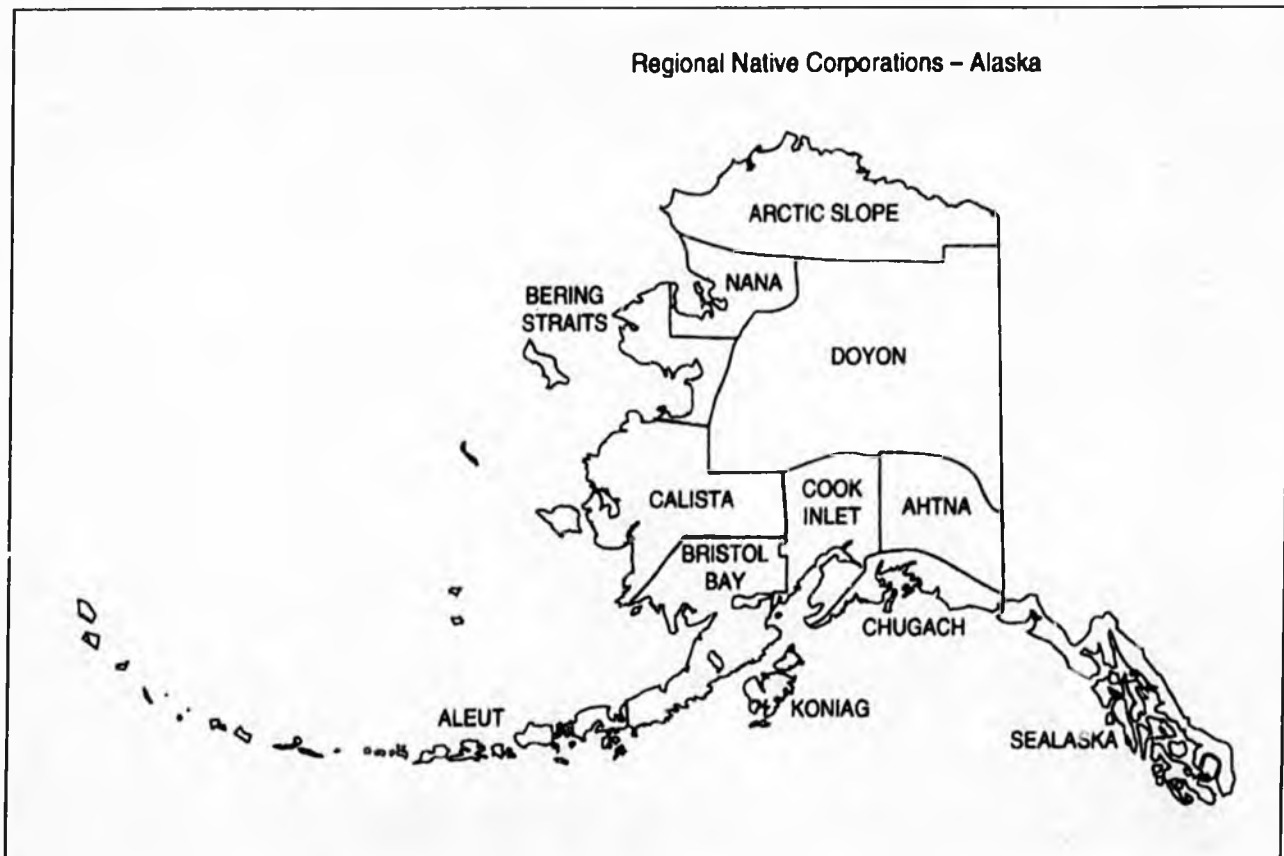 Regional Native Corporations – Alaska
ARCTIC SLOPE
NANA
BERING
STRAITS
DOYON
CALISTA
COOK
INLET
AHTNA
BRISTOL
BAY
CHUGACH
KONIAG
ALEUT
SEALASKA